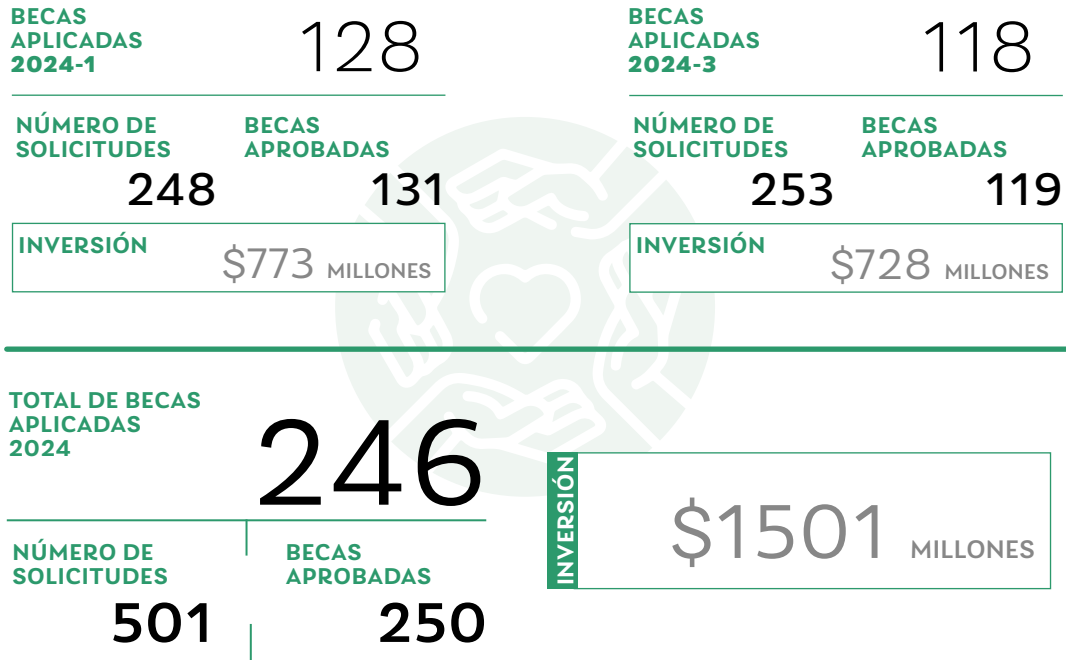 BECAS
APLICADAS
2024-1
128
NÚMERO DE
SOLICITUDES
248
BECAS
APROBADAS
131
INVERSIÓN
$773 MILLONES
BECAS
APLICADAS
2024-3
118
NÚMERO DE
SOLICITUDES
253
BECAS
APROBADAS
119
INVERSIÓN
$728 MILLONES
TOTAL DE BECAS
APLICADAS
2024
246
NÚMERO DE
SOLICITUDES
501
BECAS
APROBADAS
250
INVERSIÓN
$1501 MILLONES